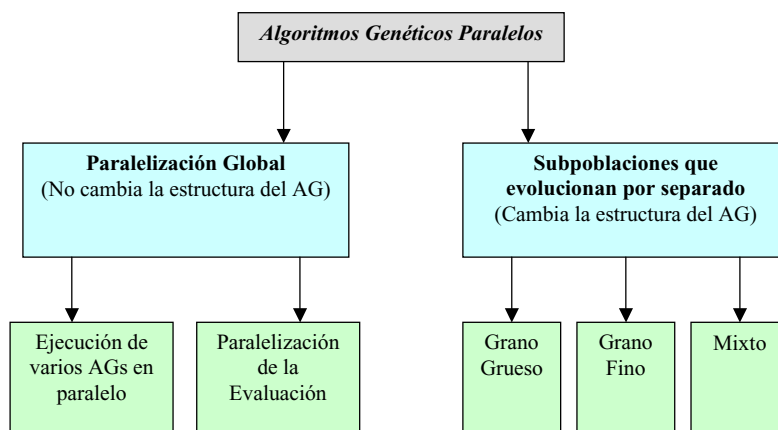 Algoritmos Genéticos Paralelos
Paralelización Global
(No cambia la estructura del AG)
Subpoblaciones que
evolucionan por separado
(Cambia la estructura del AG)
Ejecución de
varios AGs en
paralelo
Paralelización
de la
Evaluación
Grano
Grueso
Grano
Fino
Mixto